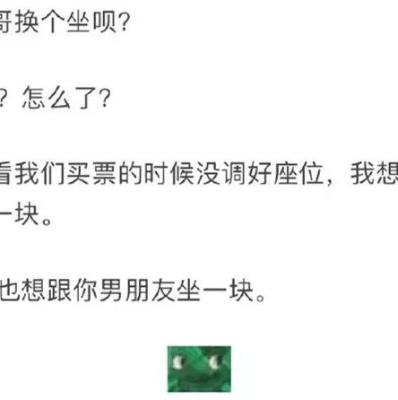 哥换个坐呗？
？怎么了？
看我们买票的时候没调好座位，我想
一块。
也想跟你男朋友坐一块。